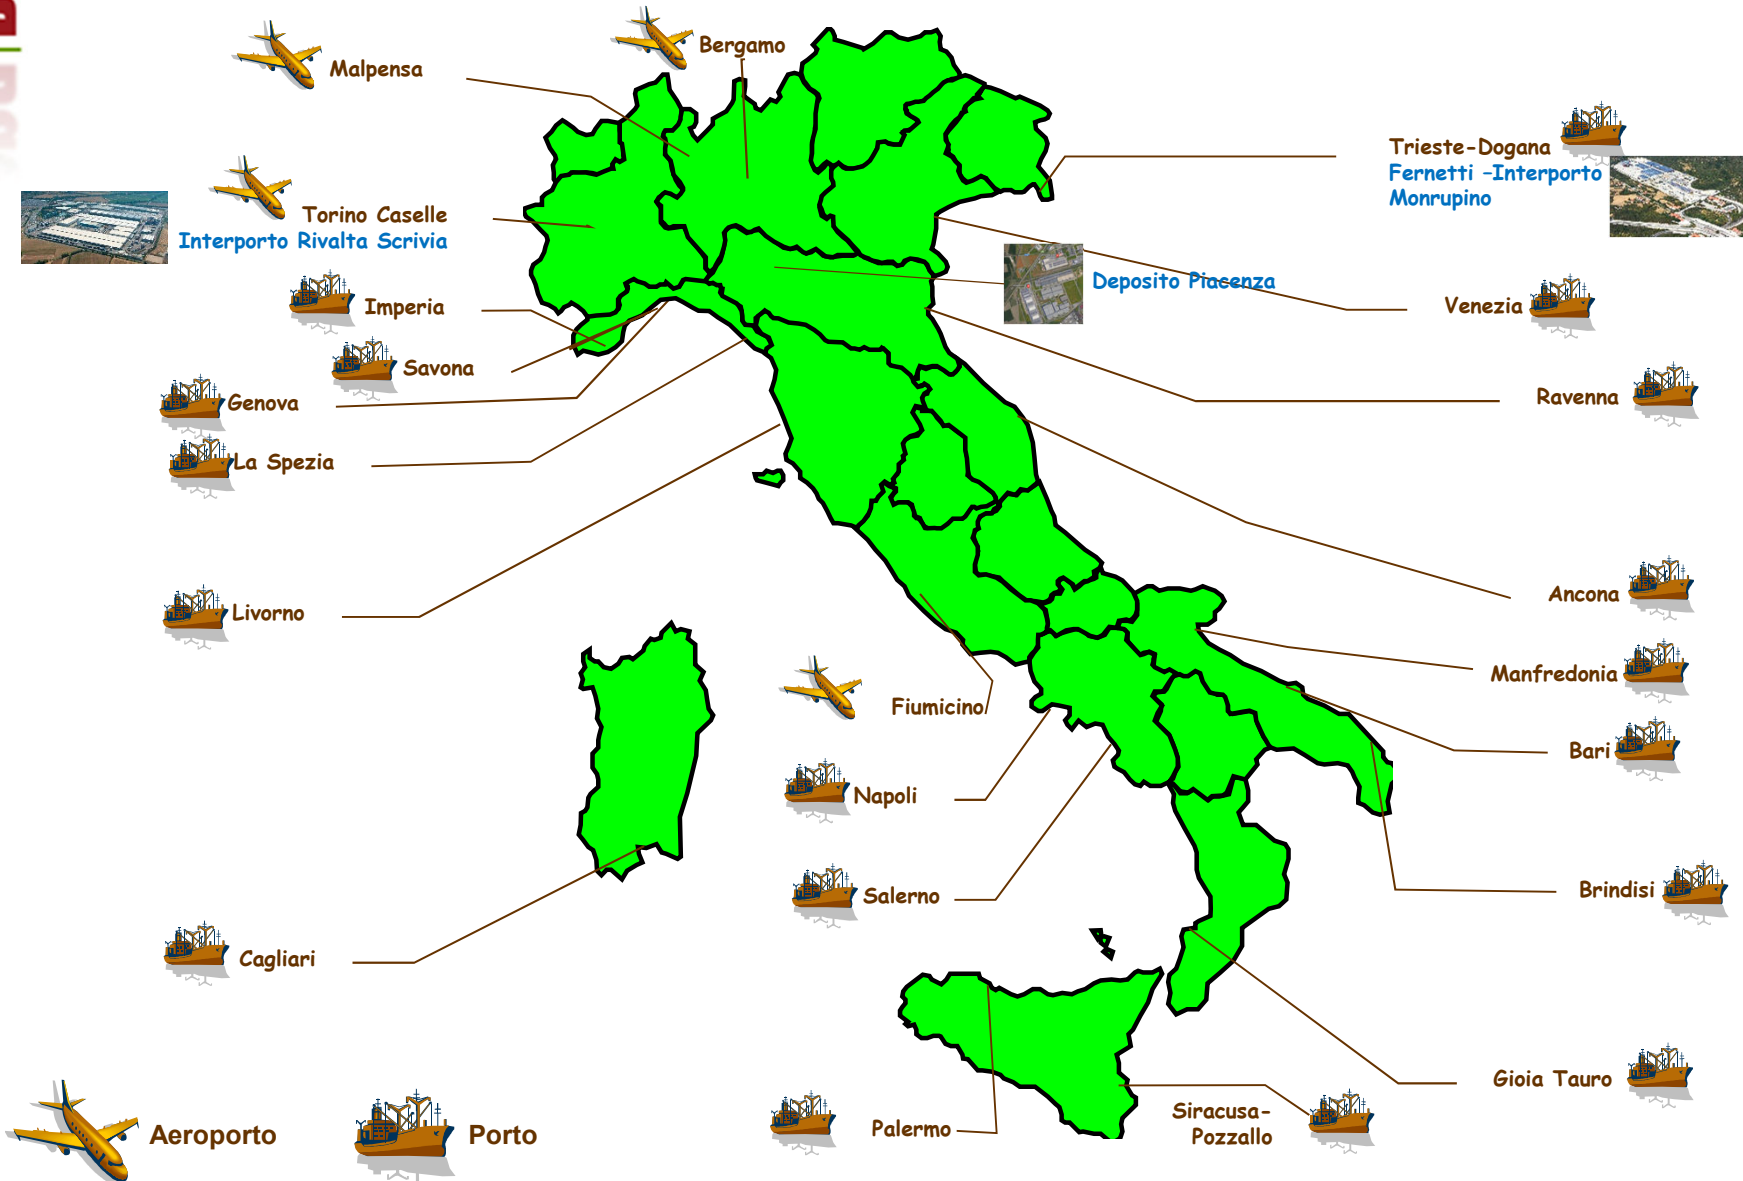 Bergamo
Malpensa
Trieste-Dogana
Fernetti –Interporto
Monrupino
Torino Caselle
Interporto Rivalta Scrivia
Deposito Piacenza
Imperia
Venezia
Savona
Genova
Ravenna
La Spezia
Ancona
Livorno
Manfredonia
Fiumicino
Bari
Napoli
Salerno
Brindisi
Cagliari
Gioia Tauro
Siracusa-
Pozzallo
Palermo
Aeroporto
Porto